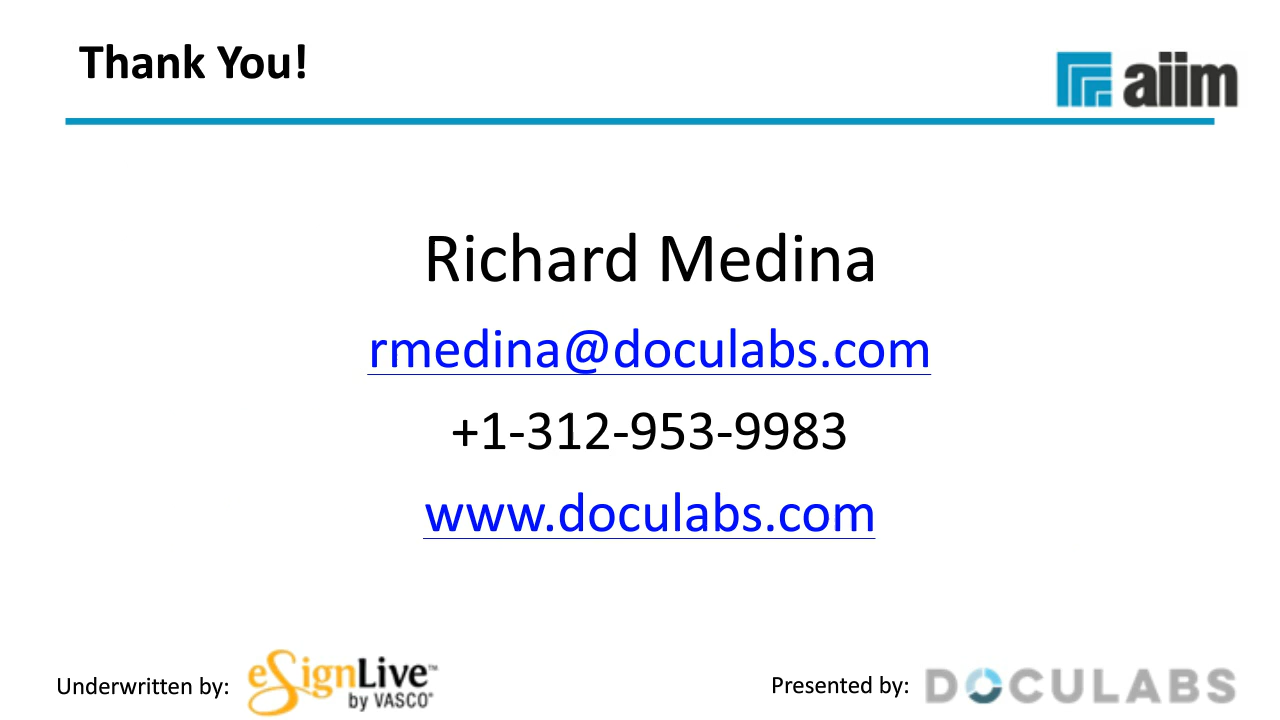 Thank You!
aiim
Richard Medina
rmedina@doculabs.com
+1-312-953-9983
www.doculabs.com
Underwritten by:
eSignLive™
by VASCO®
Presented by:
DOCULABS